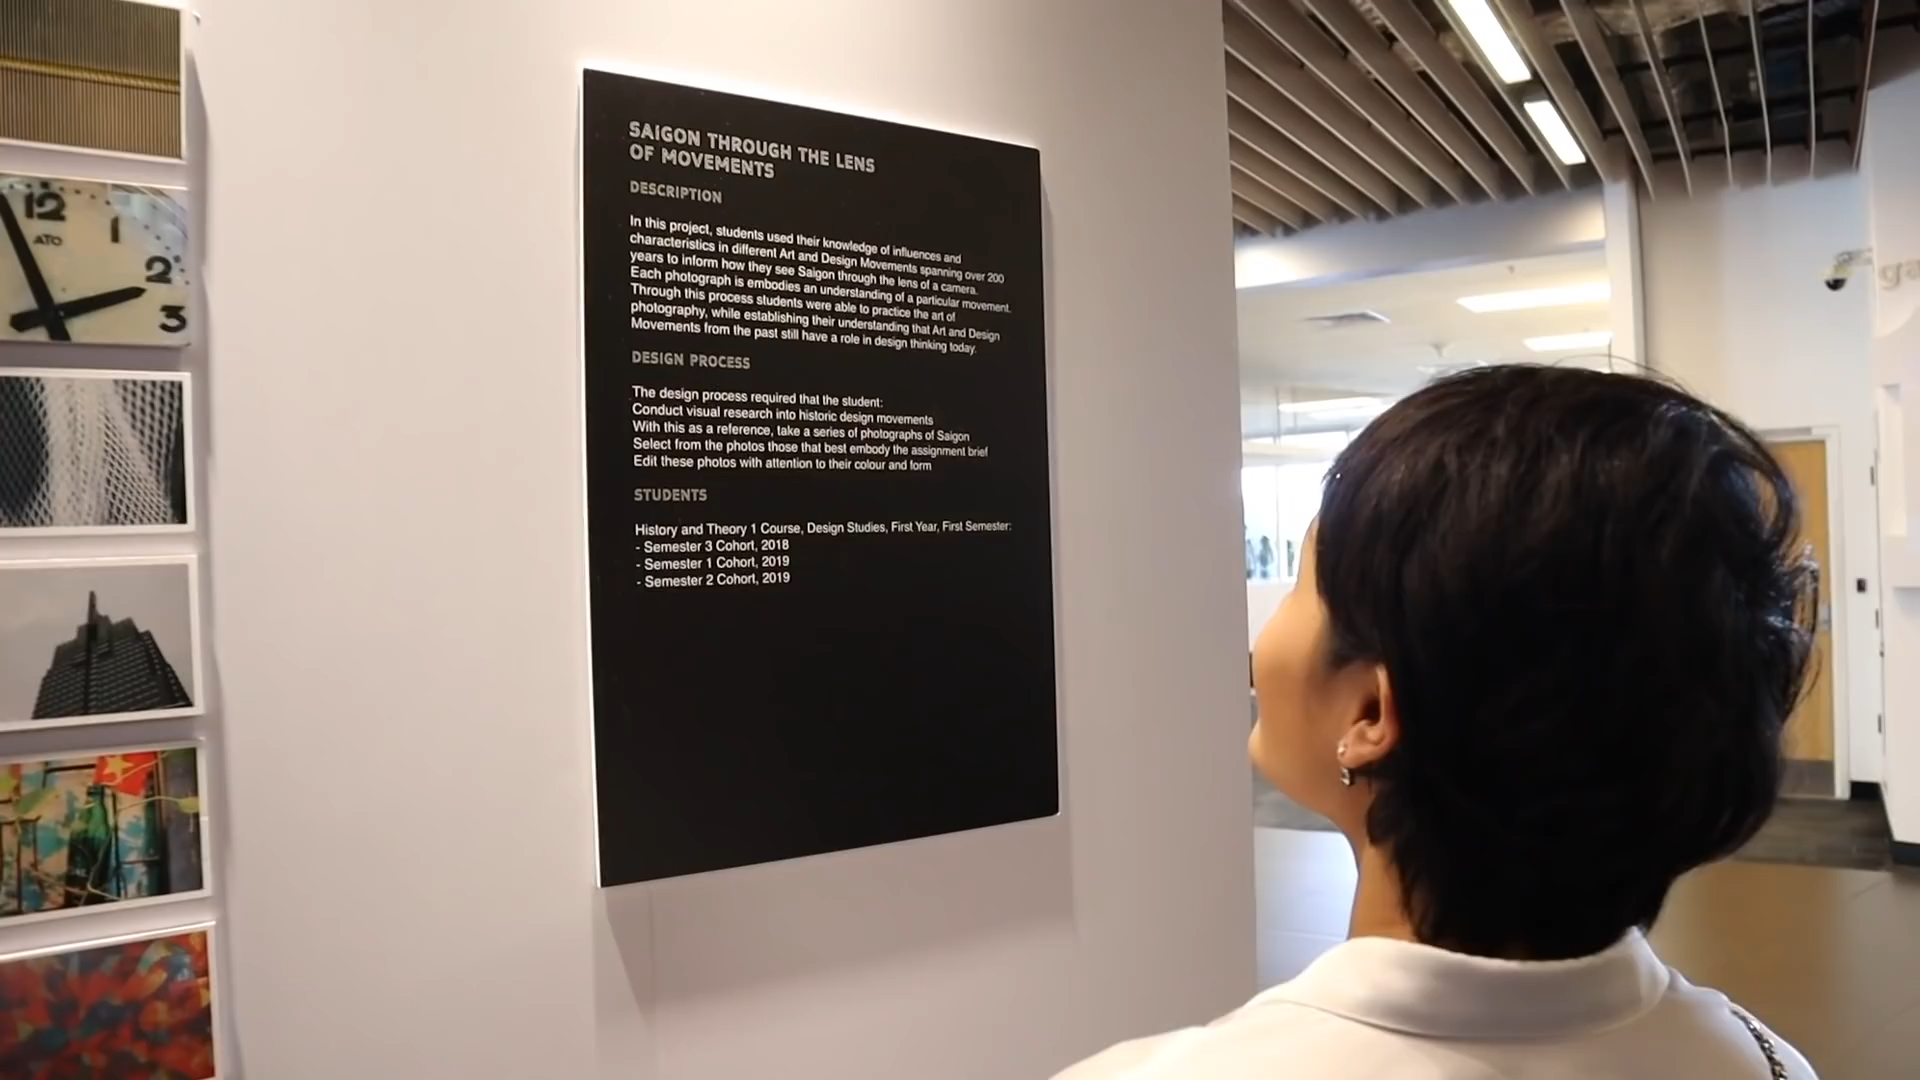 SAIGON THROUGH THE LENS
OF MOVEMENTS
DESCRIPTION
In this project, students used their knowledge of influences and
characteristics in different Art and Design Movements spanning over 200
years to inform how they see Saigon through the lens of a camera.
Each photograph is embodies an understanding of a particular movement.
Through this process students were able to practice the art of
photography, while establishing their understanding that Art and Design
Movements from the past still have a role in design thinking today.
DESIGN PROCESS
The design process required that the student:
Conduct visual research into historic design movements
With this as a reference, take a series of photographs of Saigon
Select from the photos those that best embody the assignment brief
Edit these photos with attention to their colour and form
STUDENTS
History and Theory 1 Course, Design Studies, First Year, First Semester:
- Semester 3 Cohort, 2018
- Semester 1 Cohort, 2019
- Semester 2 Cohort, 2019
12
1
ATO
2
3